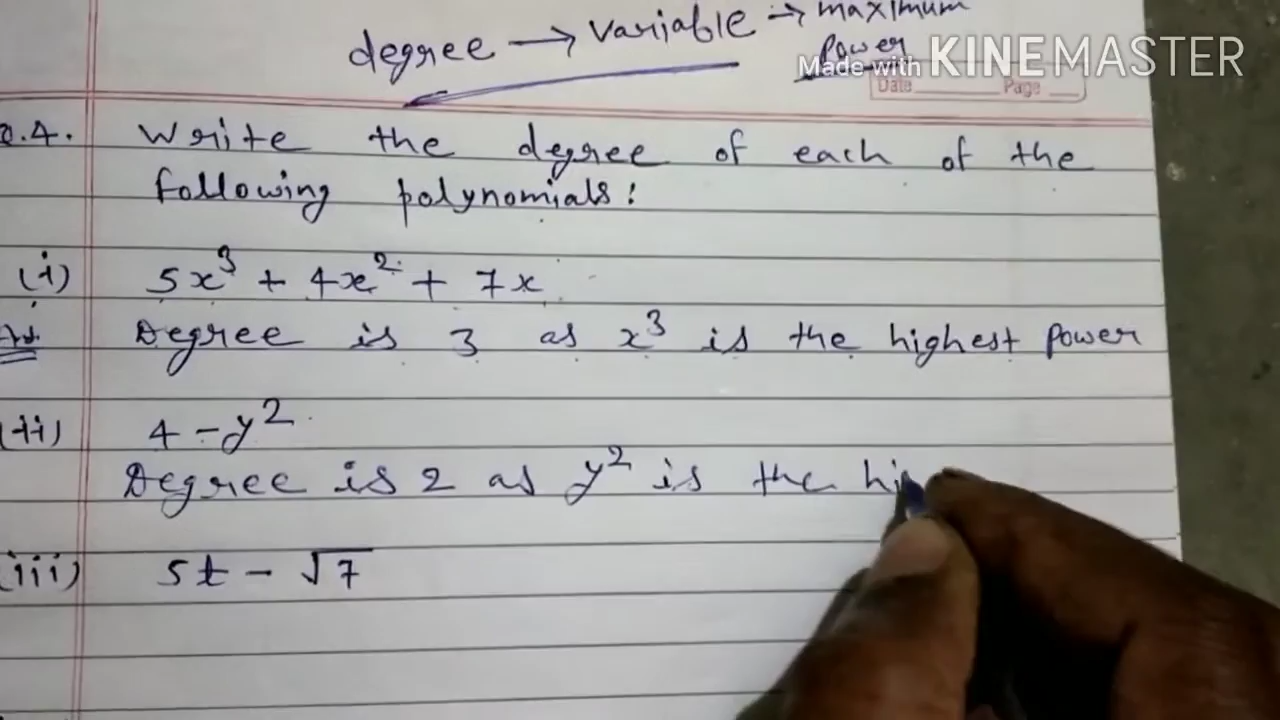 degree → variable → maximum
power
Made with KINEMASTER
Date Page
Q.4. Write the degree of each of the
following polynomials:
(i) 5x³ + 4x² + 7x
Degree is 3 as x³ is the highest power
(ii) 4 - y²
Degree is 2 as y² is the hi
(iii) 5t - √7